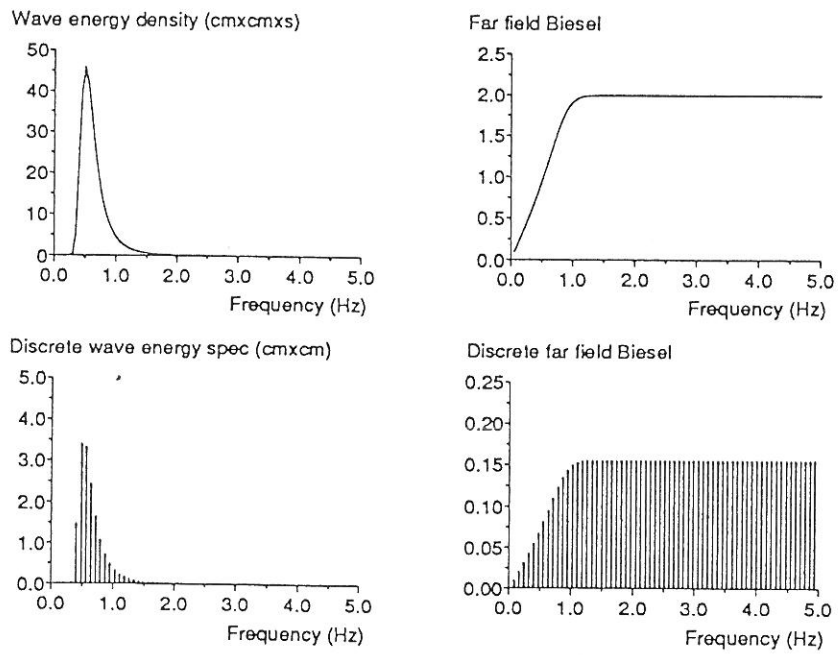 Wave energy density (cmxcmxs)
50
40
30
20
10
0
0.0 1.0 2.0 3.0 4.0 5.0
Frequency (Hz)
Far field Biesel
2.5
2.0
1.5
1.0
0.5
0.0
0.0 1.0 2.0 3.0 4.0 5.0
Frequency (Hz)
Discrete wave energy spec (cmxcm)
5.0
4.0
3.0
2.0
1.0
0.0
0.0 1.0 2.0 3.0 4.0 5.0
Frequency (Hz)
Discrete far field Biesel
0.25
0.20
0.15
0.10
0.05
0.00
0.0 1.0 2.0 3.0 4.0 5.0
Frequency (Hz)